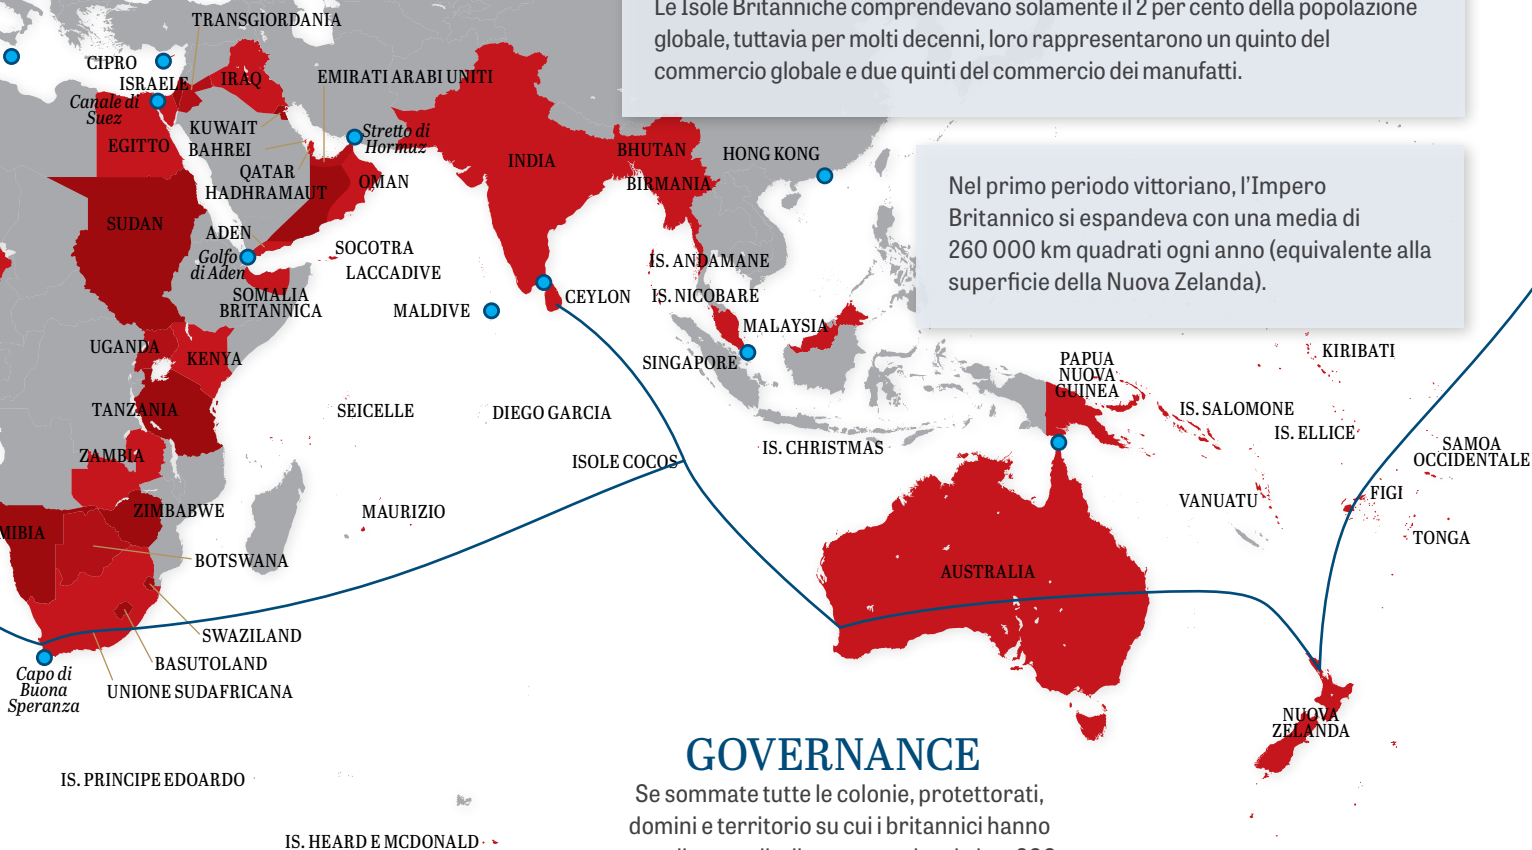 Le Isole Britanniche comprendevano solamente il 2 per cento della popolazione
globale, tuttavia per molti decenni, loro rappresentarono un quinto del
commercio globale e due quinti del commercio dei manufatti.
Nel primo periodo vittoriano, l'Impero
Britannico si espandeva con una media di
260 000 km quadrati ogni anno (equivalente alla
superficie della Nuova Zelanda).
TRANSGIORDANIA
CIPRO
ISRAELE
IRAQ
EMIRATI ARABI UNITI
Canale di
Suez
EGITTO
KUWAIT
BAHREI
QATAR
HADHRAMAUT
Stretto di
Hormuz
OMAN
INDIA
BHUTAN
BIRMANIA
HONG KONG
SUDAN
ADEN
Golfo
di Aden
SOCOTRA
LACCADIVE
SOMALIA
BRITANNICA
MALDIVE
CEYLON
IS. ANDAMANE
IS. NICOBARE
MALAYSIA
SINGAPORE
UGANDA
KENYA
TANZANIA
SEICELLE
DIEGO GARCIA
ISOLE COCOS
IS. CHRISTMAS
PAPUA
NUOVA
GUINEA
KIRIBATI
IS. SALOMONE
IS. ELLICE
SAMOA
OCCIDENTALE
VANUATU
FIGI
TONGA
ZAMBIA
ZIMBABWE
MIBIA
MAURIZIO
BOTSWANA
AUSTRALIA
SWAZILAND
BASUTOLAND
UNIONE SUDAFRICANA
Capo di
Buona
Speranza
NUOVA
ZELANDA
IS. PRINCIPE EDOARDO
IS. HEARD E MCDONALD
GOVERNANCE
Se sommate tutte le colonie, protettorati,
domini e territorio su cui i britannici hanno